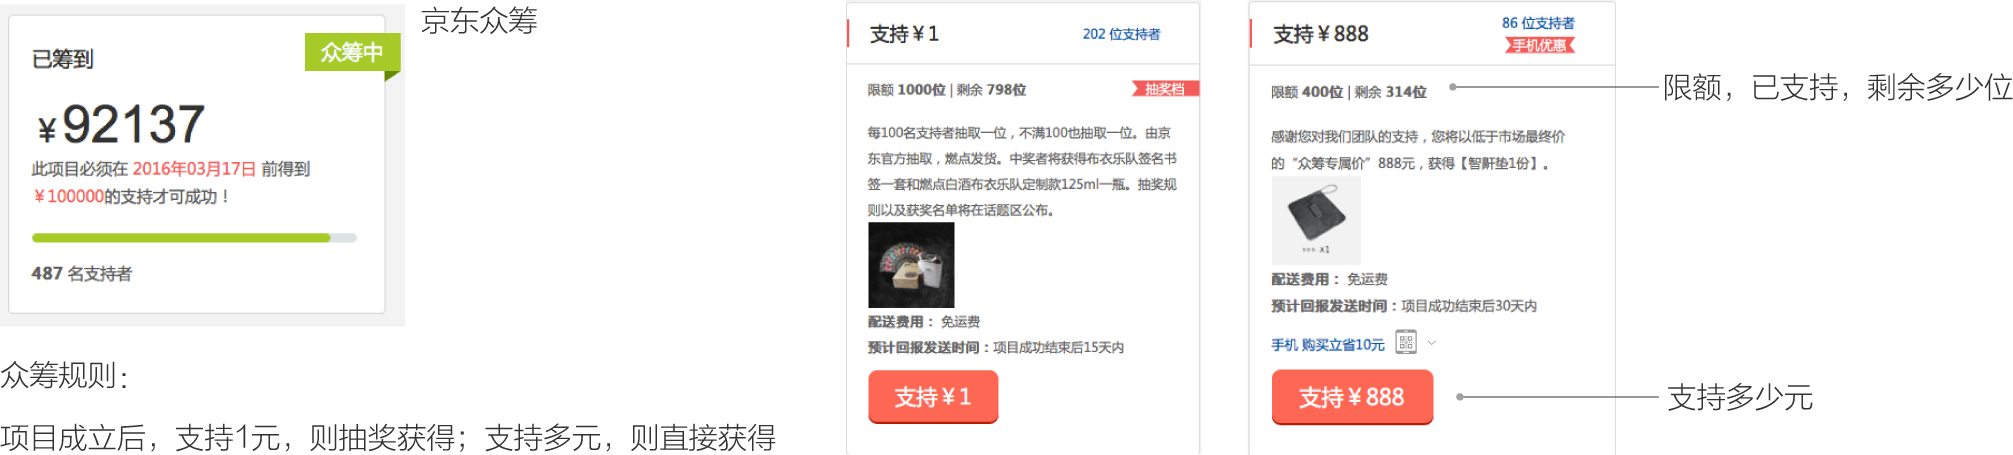 京东众筹
已筹到
众筹中
￥92137
此项目必须在 2016年03月17日 前得到
￥100000的支持才可成功！
487 名支持者
众筹规则：
项目成立后，支持1元，则抽奖获得；支持多元，则直接获得
支持￥1
202 位支持者
限额 1000位 | 剩余 798位
抽奖档
每100名支持者抽取一位，不满100也抽取一位。由京
东官方抽取，燃点发货。中奖者将获得布衣乐队签名书
签一套和燃点白酒布衣乐队定制款125ml一瓶。抽奖规
则以及获奖名单将在话题区公布。
配送费用： 免运费
预计回报发送时间：项目成功结束后15天内
支持￥1
支持￥888
86 位支持者
手机优惠
限额 400位 | 剩余 314位
感谢您对我们团队的支持，您将以低于市场最终价
的“众筹专属价”888元，获得【智鼾垫1份】。
x1
配送费用： 免运费
预计回报发送时间：项目成功结束后30天内
手机 购买立省10元
支持￥888
限额，已支持，剩余多少位
支持多少元